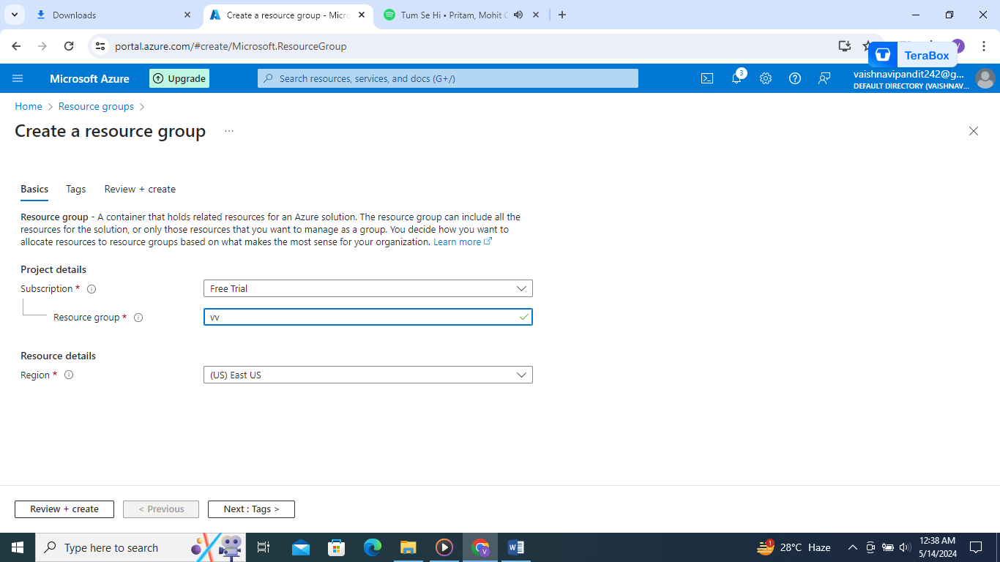 Downloads
Create a resource group - Micro
Tum Se Hi • Pritam, Mohit C
portal.azure.com/#create/Microsoft.ResourceGroup
TeraBox
Microsoft Azure
Upgrade
Search resources, services, and docs (G+/)
3
vaishnavipandit242@g...
DEFAULT DIRECTORY (VAISHNAV...
Home > Resource groups >
Create a resource group ...
Basics Tags Review + create
Resource group - A container that holds related resources for an Azure solution. The resource group can include all the
resources for the solution, or only those resources that you want to manage as a group. You decide how you want to
allocate resources to resource groups based on what makes the most sense for your organization. Learn more
Project details
Subscription * Free Trial
Resource group * vv
Resource details
Region * (US) East US
Review + create
< Previous
Next : Tags >
Type here to search
1
28°C Haze
12:38 AM
5/14/2024